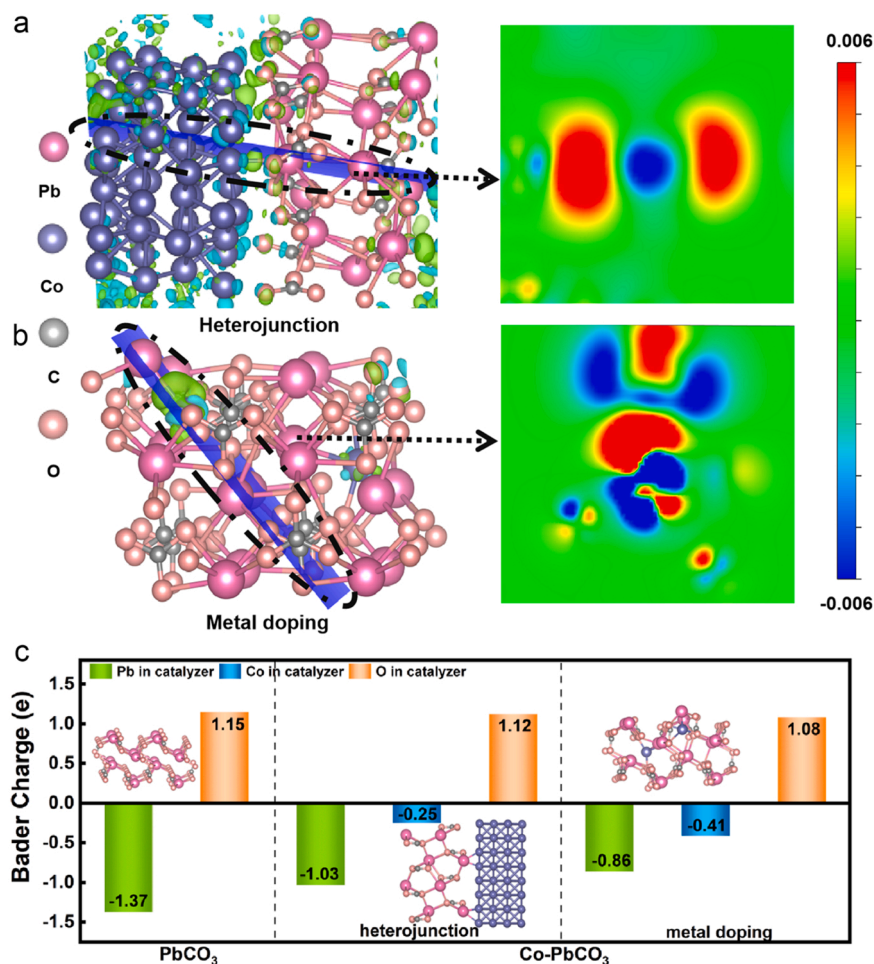 a
0.006
Pb
Co
Heterojunction
b
C
O
Metal doping
-0.006
c
Bader Charge (e)
Pb in catalyzer
Co in catalyzer
O in catalyzer
1.5
1.0
0.5
0.0
-0.5
-1.0
-1.5
1.15
1.12
1.08
-0.25
-0.41
-0.86
-1.03
-1.37
heterojunction
metal doping
PbCO₃
Co-PbCO₃